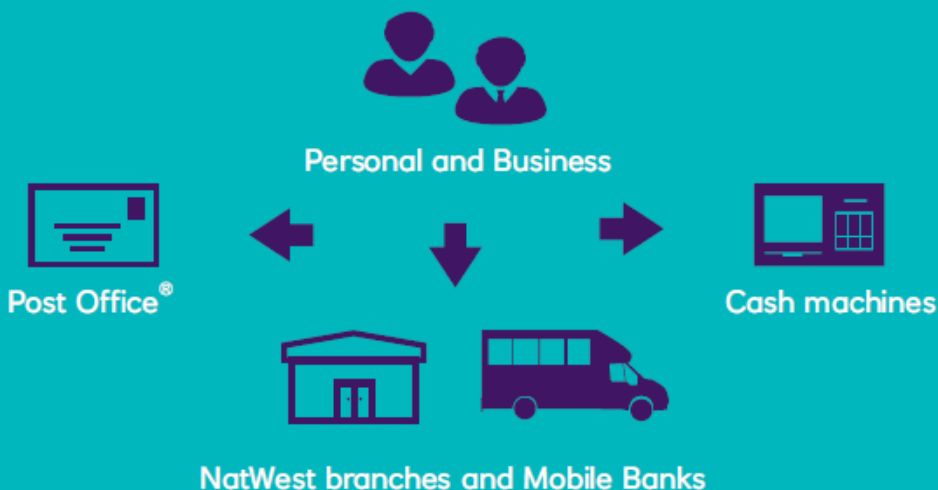 Personal and Business
Post Office®
Cash machines
NatWest branches and Mobile Banks